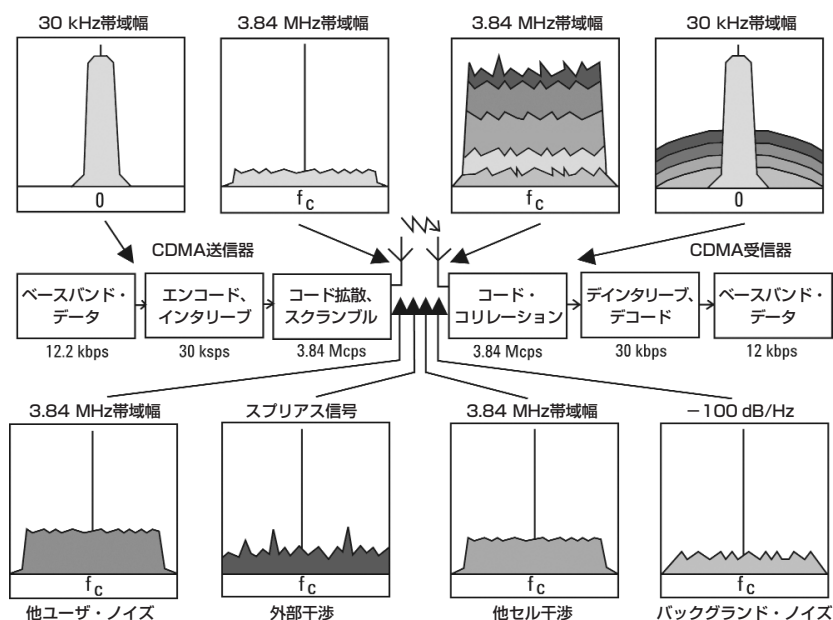 30 kHz帯域幅
3.84 MHz帯域幅
3.84 MHz帯域幅
30 kHz帯域幅
0
fc
fc
0
CDMA送信器
CDMA受信器
ベースバンド・
データ
エンコード、
インタリーブ
コード拡散、
スクランブル
コード・
コリレーション
デインタリーブ、
デコード
ベースバンド・
データ
12.2 kbps
30 ksps
3.84 Mcps
3.84 Mcps
30 kbps
12 kbps
3.84 MHz帯域幅
スプリアス信号
3.84 MHz帯域幅
－100 dB/Hz
fc
fc
fc
fc
他ユーザ・ノイズ
外部干渉
他セル干渉
バックグランド・ノイズ